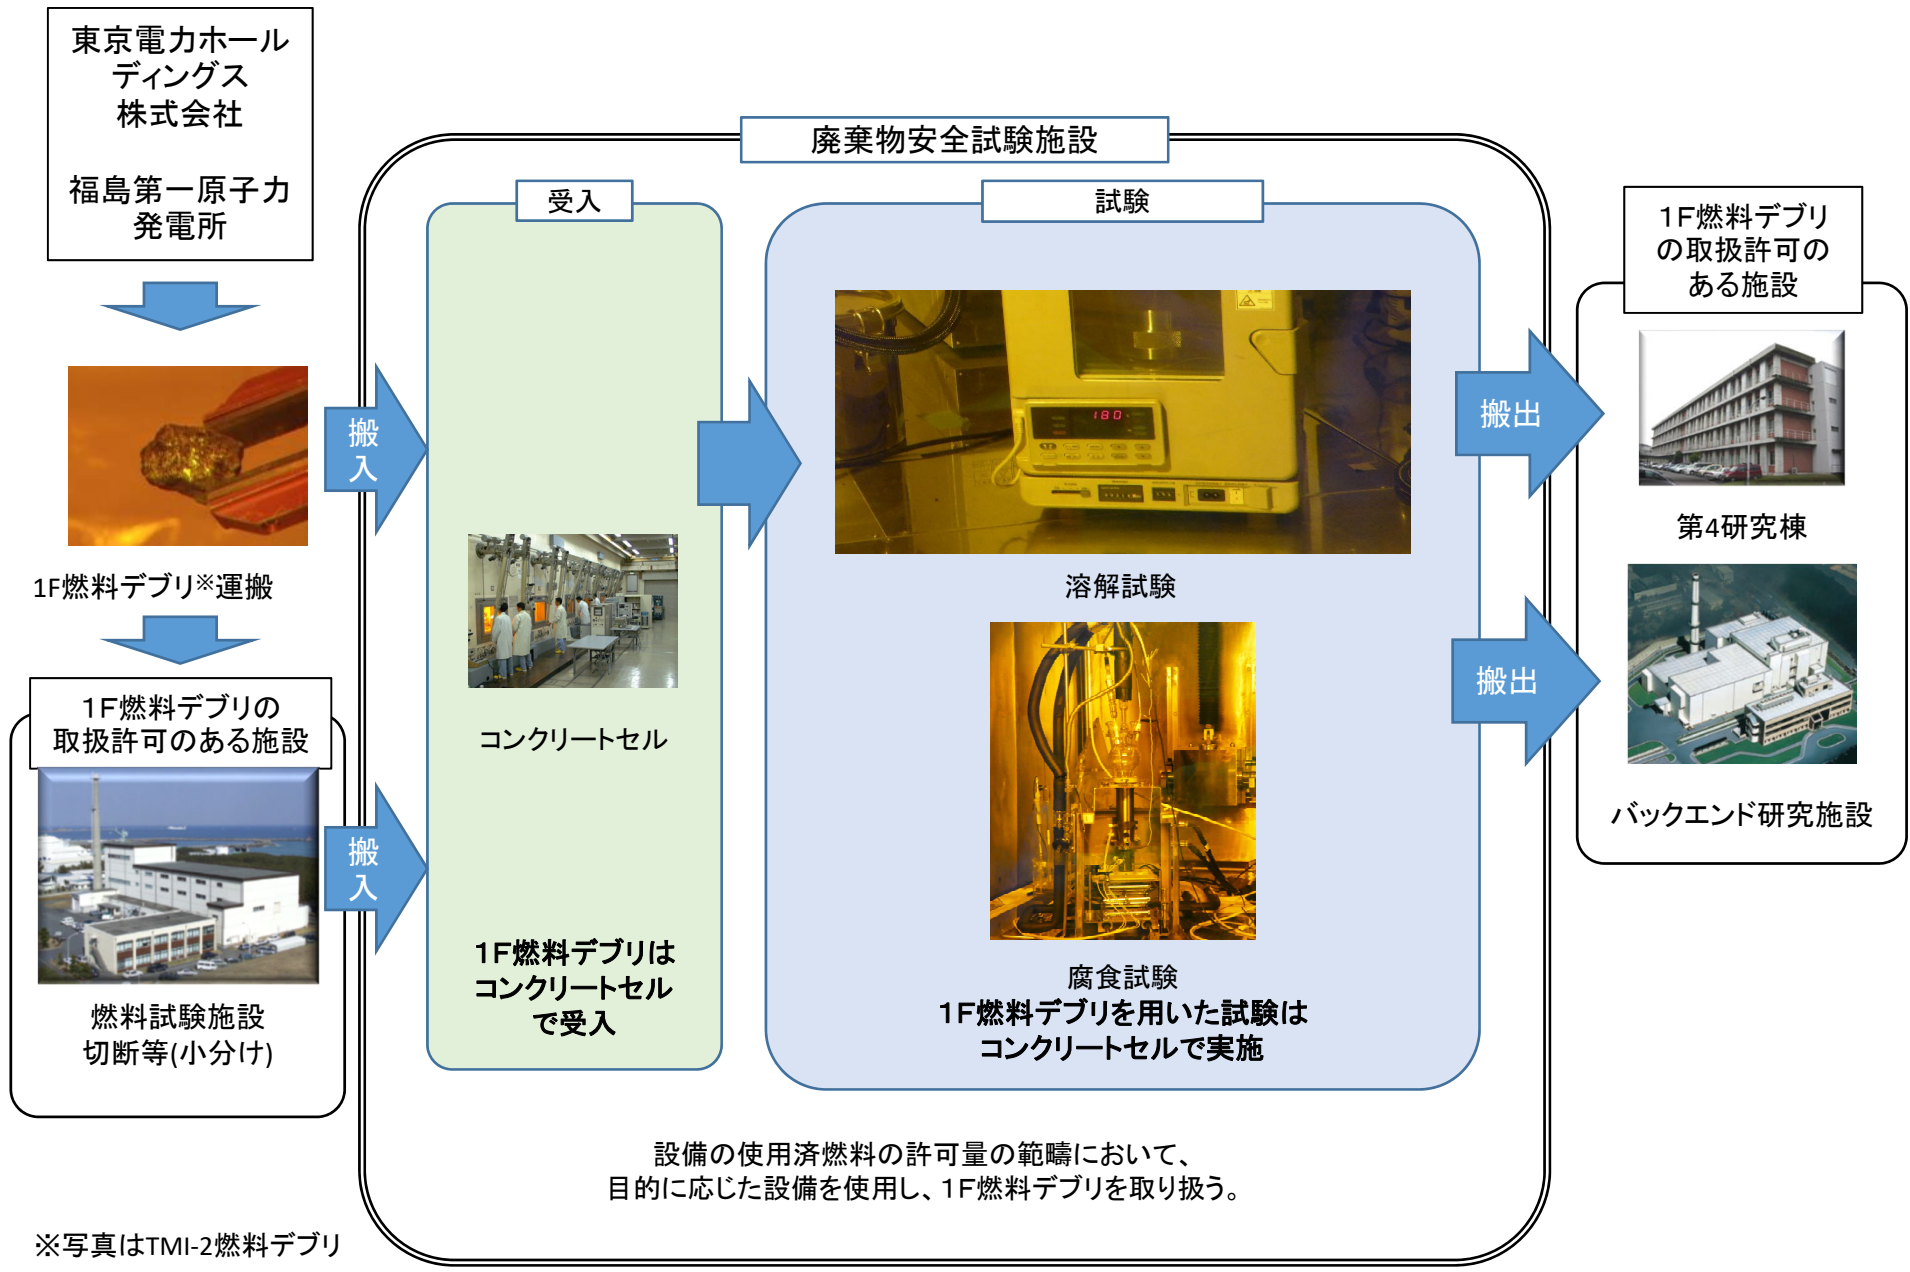 東京電力ホール
ディングス
株式会社
福島第一原子力
発電所
1F燃料デブリ※運搬
1F燃料デブリの
取扱許可のある施設
燃料試験施設
切断等(小分け)
※写真はTMI-2燃料デブリ
搬
入
搬
入
廃棄物安全試験施設
受入
コンクリートセル
1F燃料デブリは
コンクリートセル
で受入
試験
180
溶解試験
腐食試験
1F燃料デブリを用いた試験は
コンクリートセルで実施
設備の使用済燃料の許可量の範疇において、
目的に応じた設備を使用し、1F燃料デブリを取り扱う。
搬出
搬出
1F燃料デブリ
の取扱許可の
ある施設
第4研究棟
バックエンド研究施設